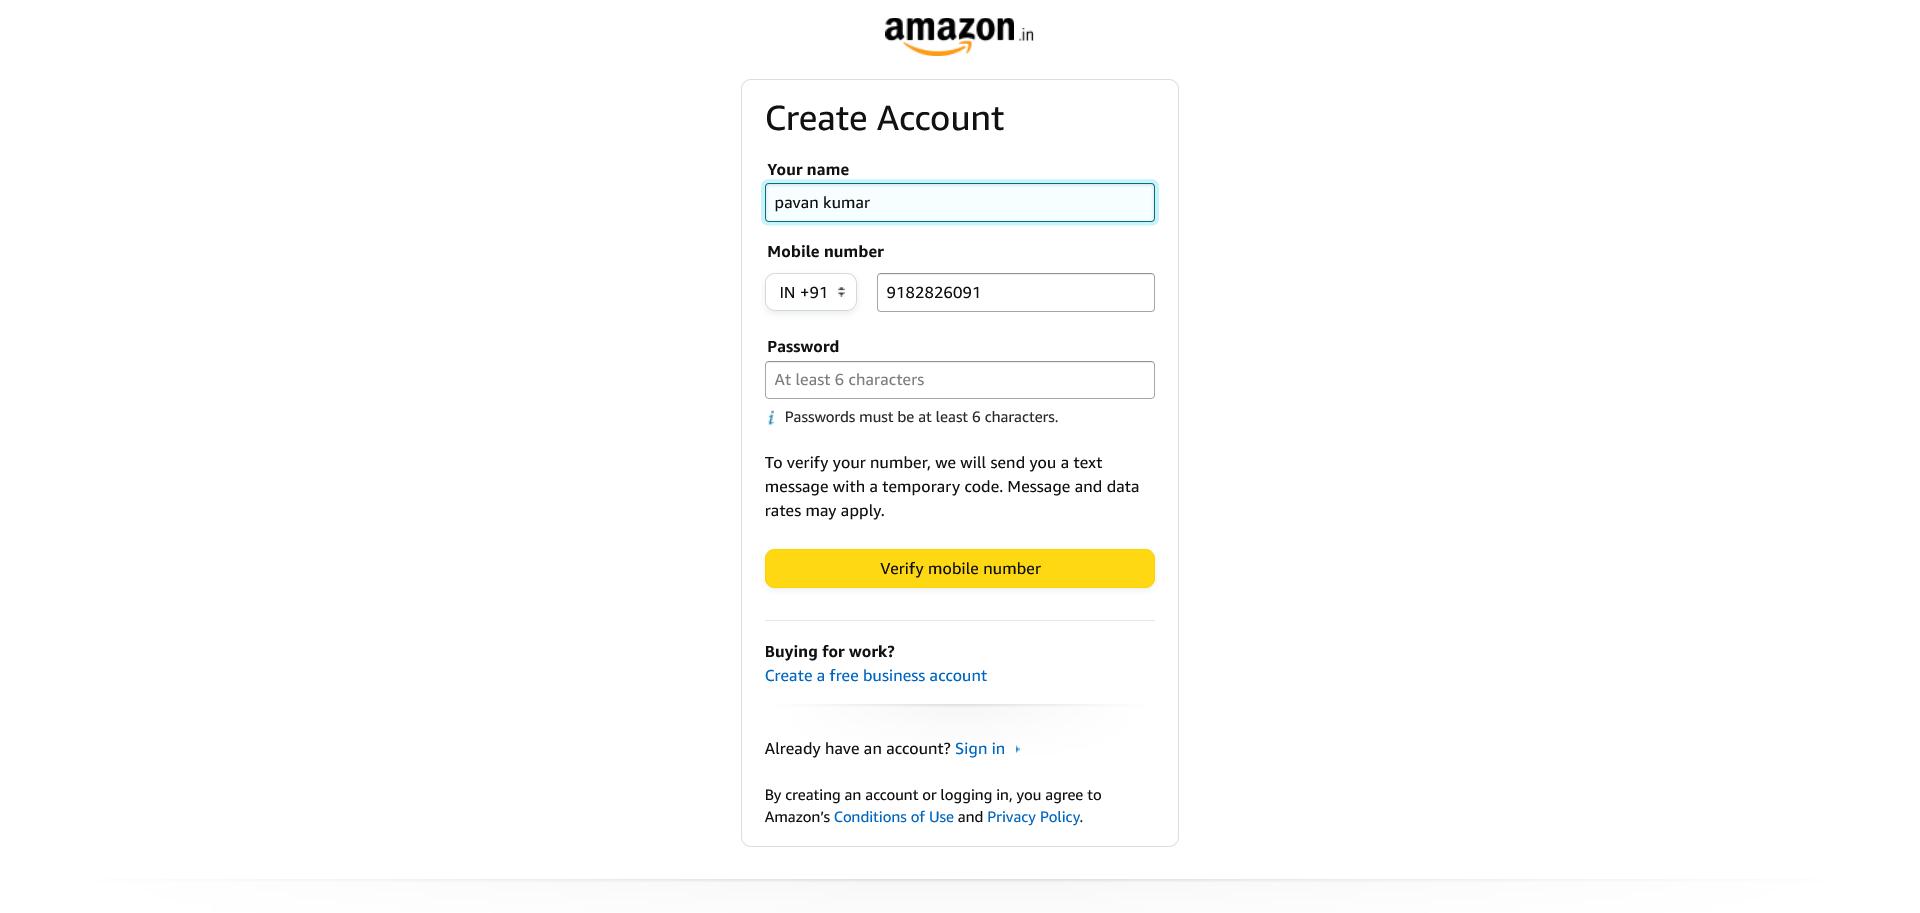 amazon.in
Create Account
Your name
pavan kumar
Mobile number
IN +91
9182826091
Password
At least 6 characters
i Passwords must be at least 6 characters.
To verify your number, we will send you a text
message with a temporary code. Message and data
rates may apply.
Verify mobile number
Buying for work?
Create a free business account
Already have an account? Sign in
By creating an account or logging in, you agree to
Amazon’s Conditions of Use and Privacy Policy.